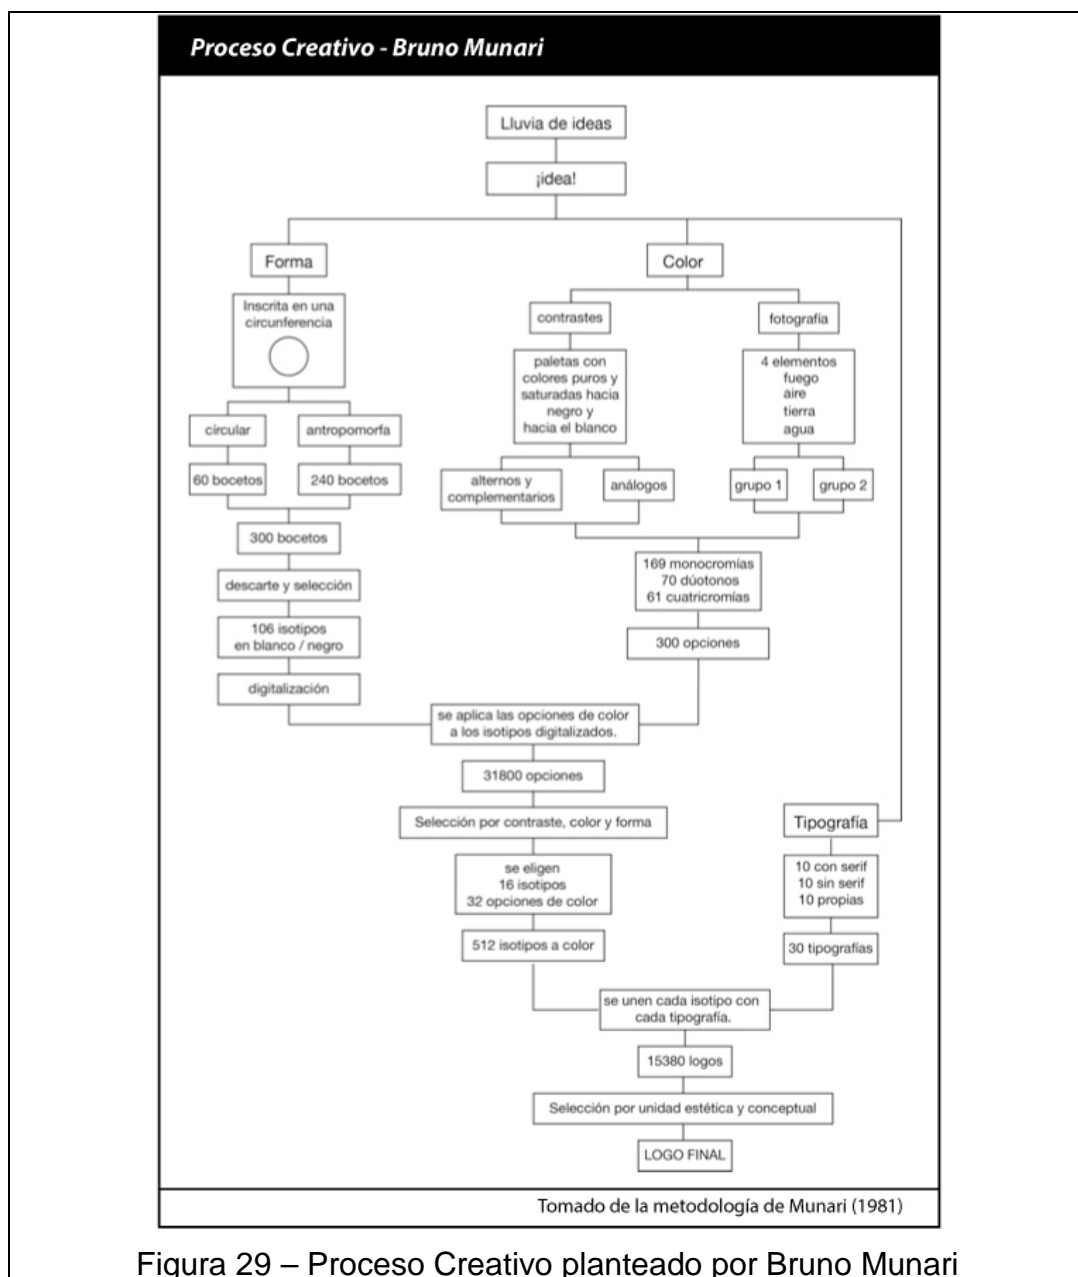 Proceso Creativo - Bruno Munari
Lluvia de ideas
¡idea!
Forma
Inscrita en una
circunferencia
circular
antropomorfa
60 bocetos
240 bocetos
300 bocetos
descarte y selección
106 isotipos
en blanco / negro
digitalización
Color
contrastes
paletas con
colores puros y
saturadas hacia
negro y
hacia el blanco
alternos y
complementarios
análogos
fotografía
4 elementos
fuego
aire
tierra
agua
grupo 1
grupo 2
169 monocromías
70 dúotonos
61 cuatricromías
300 opciones
se aplica las opciones de color
a los isotipos digitalizados.
31800 opciones
Selección por contraste, color y forma
se eligen
16 isotipos
32 opciones de color
512 isotipos a color
Tipografía
10 con serif
10 sin serif
10 propias
30 tipografías
se unen cada isotipo con
cada tipografía.
15380 logos
Selección por unidad estética y conceptual
LOGO FINAL
Tomado de la metodología de Munari (1981)
Figura 29 – Proceso Creativo planteado por Bruno Munari